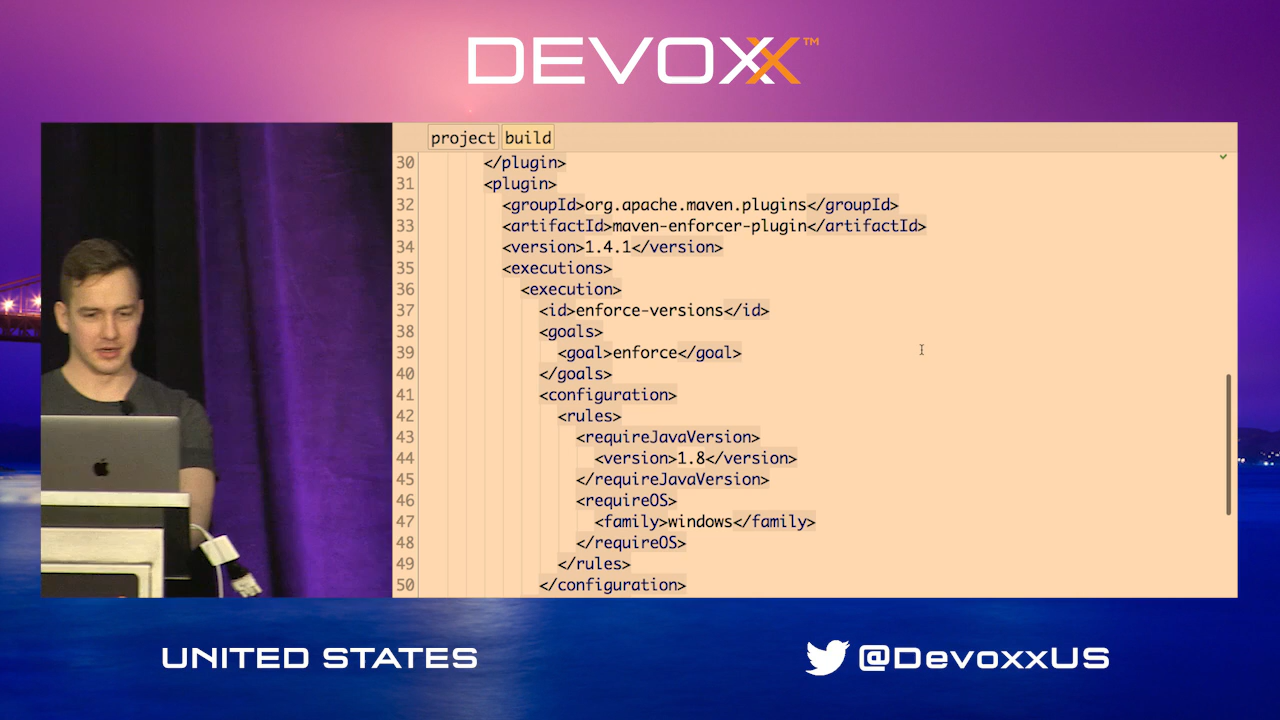 DEVOXX™
project build
30 </plugin>
31 <plugin>
32 <groupId>org.apache.maven.plugins</groupId>
33 <artifactId>maven-enforcer-plugin</artifactId>
34 <version>1.4.1</version>
35 <executions>
36 <execution>
37 <id>enforce-versions</id>
38 <goals>
39 <goal>enforce</goal>
40 </goals>
41 <configuration>
42 <rules>
43 <requireJavaVersion>
44 <version>1.8</version>
45 </requireJavaVersion>
46 <requireOS>
47 <family>windows</family>
48 </requireOS>
49 </rules>
50 </configuration>
UNITED STATES
@DevoxxUS